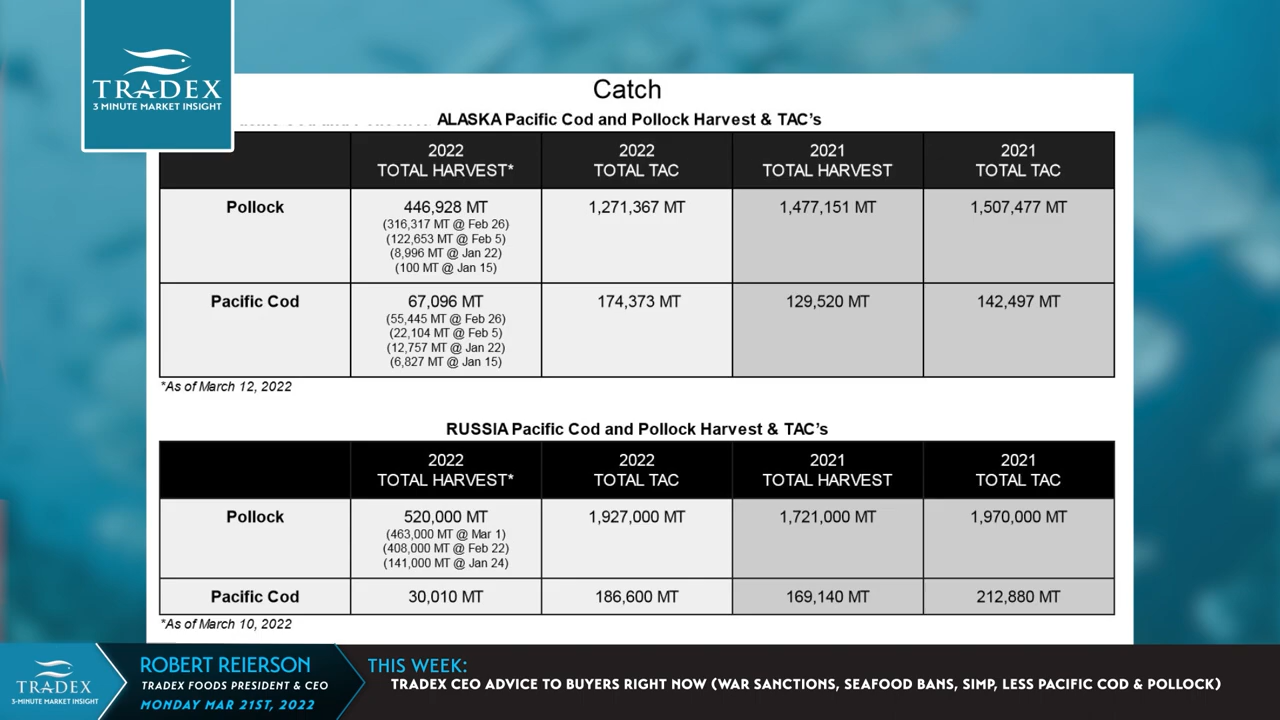 TRADEX
3 MINUTE MARKET INSIGHT
Catch
ALASKA Pacific Cod and Pollock Harvest & TAC's
2022 TOTAL HARVEST* 2022 TOTAL TAC 2021 TOTAL HARVEST 2021 TOTAL TAC
Pollock 446,928 MT 1,271,367 MT 1,477,151 MT 1,507,477 MT
(316,317 MT @ Feb 26)
(122,653 MT @ Feb 5)
(8,996 MT @ Jan 22)
(100 MT @ Jan 15)
Pacific Cod 67,096 MT 174,373 MT 129,520 MT 142,497 MT
(55,445 MT @ Feb 26)
(22,104 MT @ Feb 5)
(12,757 MT @ Jan 22)
(6,827 MT @ Jan 15)
*As of March 12, 2022
RUSSIA Pacific Cod and Pollock Harvest & TAC's
2022 TOTAL HARVEST* 2022 TOTAL TAC 2021 TOTAL HARVEST 2021 TOTAL TAC
Pollock 520,000 MT 1,927,000 MT 1,721,000 MT 1,970,000 MT
(463,000 MT @ Mar 1)
(408,000 MT @ Feb 22)
(141,000 MT @ Jan 24)
Pacific Cod 30,010 MT 186,600 MT 169,140 MT 212,880 MT
*As of March 10, 2022
TRADEX
3-MINUTE MARKET INSIGHT
ROBERT REIERSON
TRADEX FOODS PRESIDENT & CEO
MONDAY MAR 21ST, 2022
THIS WEEK:
TRADEX CEO ADVICE TO BUYERS RIGHT NOW (WAR SANCTIONS, SEAFOOD BANS, SIMP, LESS PACIFIC COD & POLLOCK)